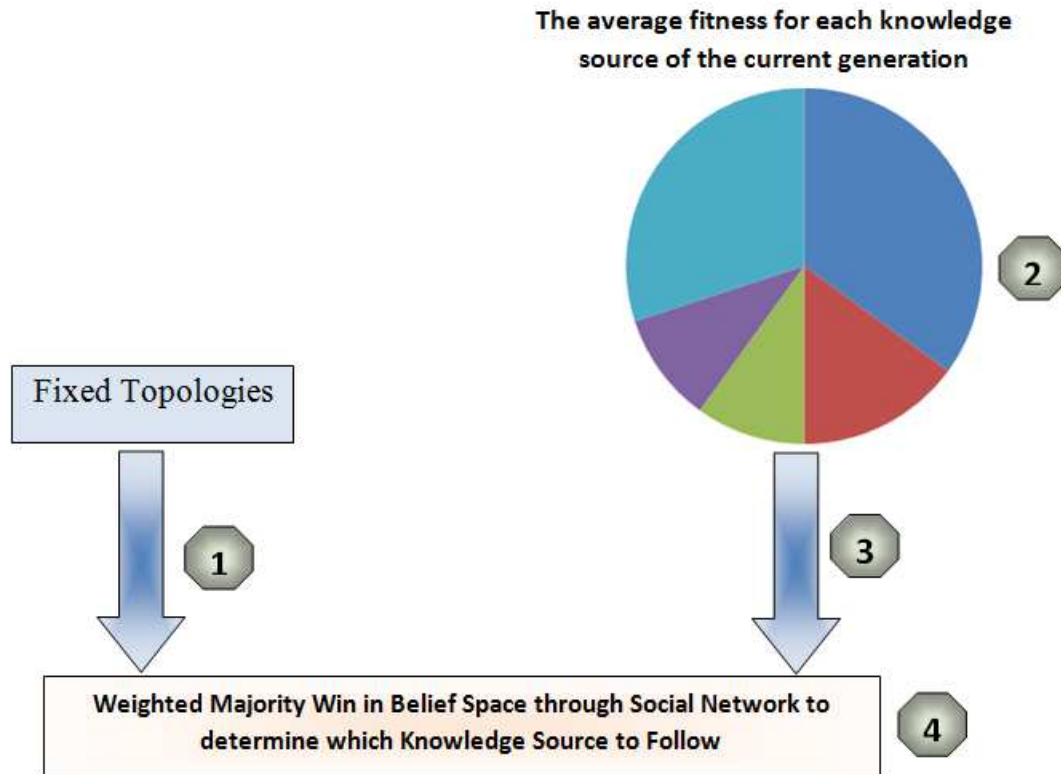 The average fitness for each knowledge
source of the current generation
2
Fixed Topologies
1
3
Weighted Majority Win in Belief Space through Social Network to
determine which Knowledge Source to Follow
4